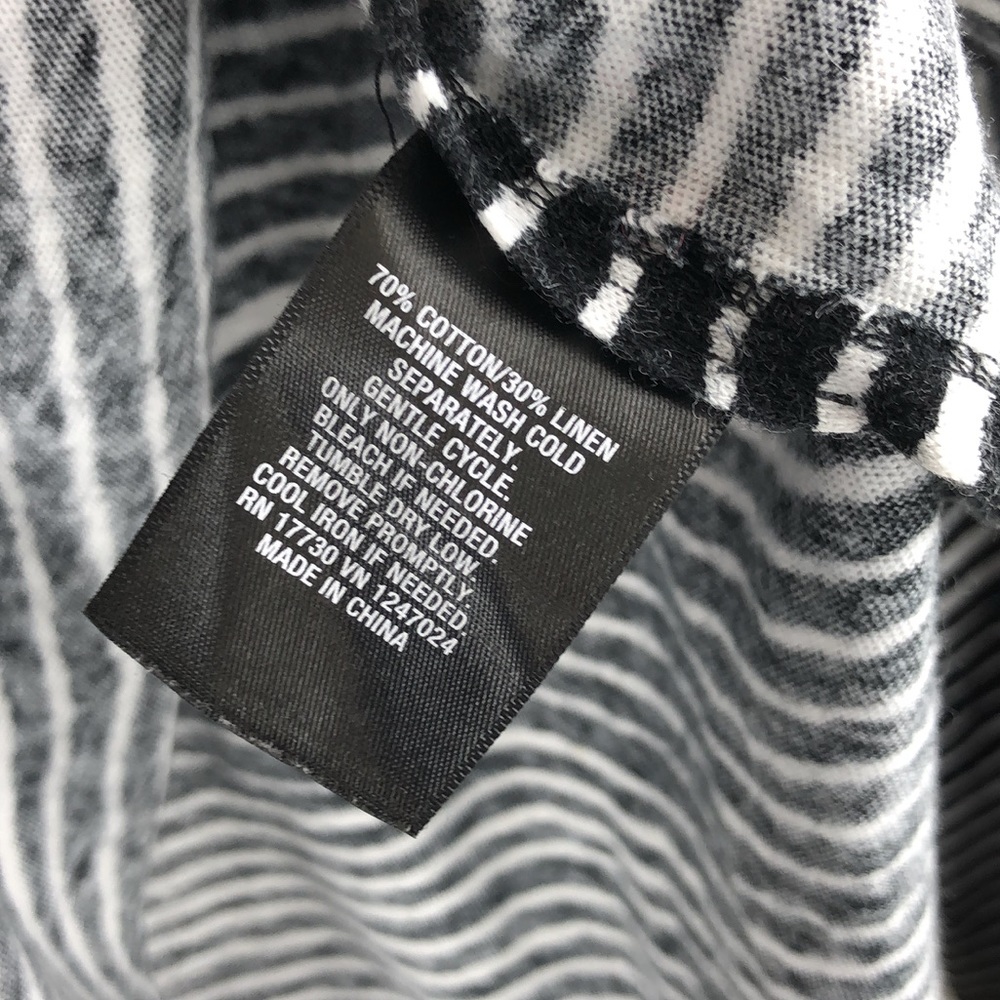 70% COTTON/30% LINEN
MACHINE WASH COLD
SEPARATELY.
GENTLE CYCLE.
ONLY NON-CHLORINE
BLEACH IF NEEDED.
TUMBLE DRY LOW.
REMOVE PROMPTLY.
COOL IRON IF NEEDED.
RN 17730 VN 1247024
MADE IN CHINA